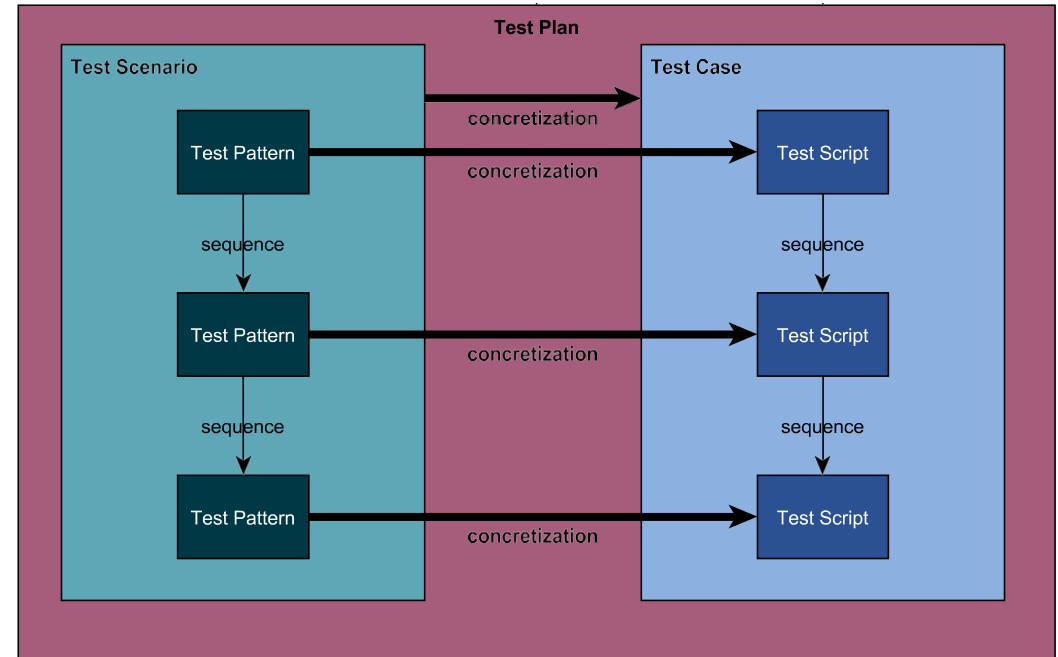 Test Plan
Test Scenario
Test Case
concretization
Test Pattern
concretization
Test Script
sequence
sequence
Test Pattern
concretization
Test Script
sequence
sequence
Test Pattern
concretization
Test Script